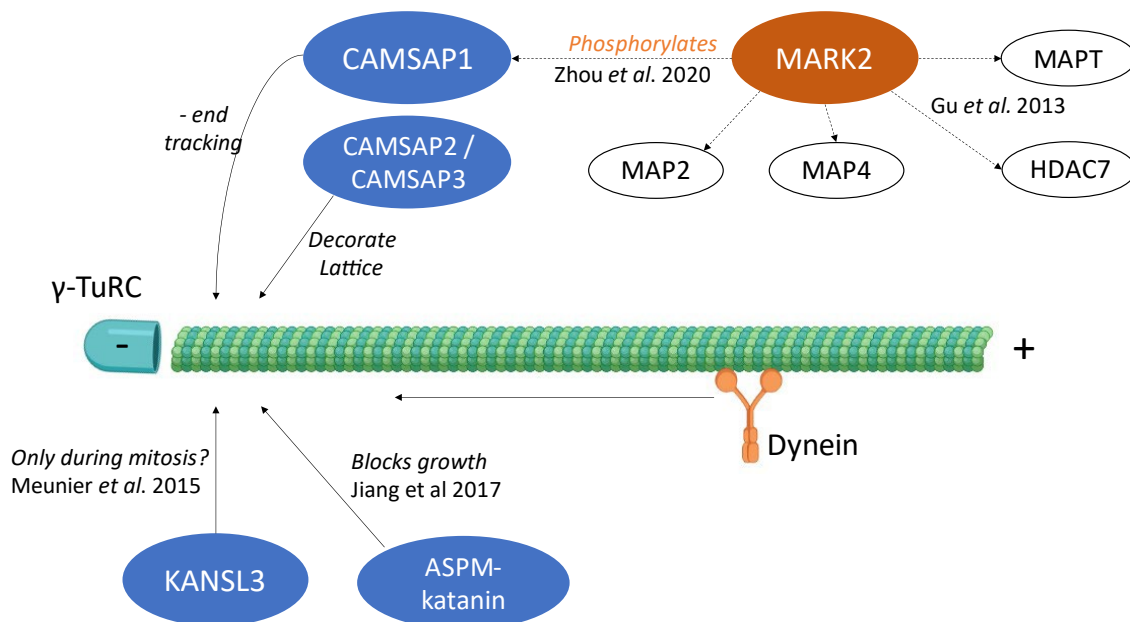 CAMSAP1
Phosphorylates
Zhou et al. 2020
MARK2
MAPT
Gu et al. 2013
- end
tracking
CAMSAP2 /
CAMSAP3
MAP2
MAP4
HDAC7
Decorate
Lattice
γ-TuRC
-
+
Dynein
Only during mitosis?
Meunier et al. 2015
Blocks growth
Jiang et al 2017
KANSL3
ASPM-
katanin